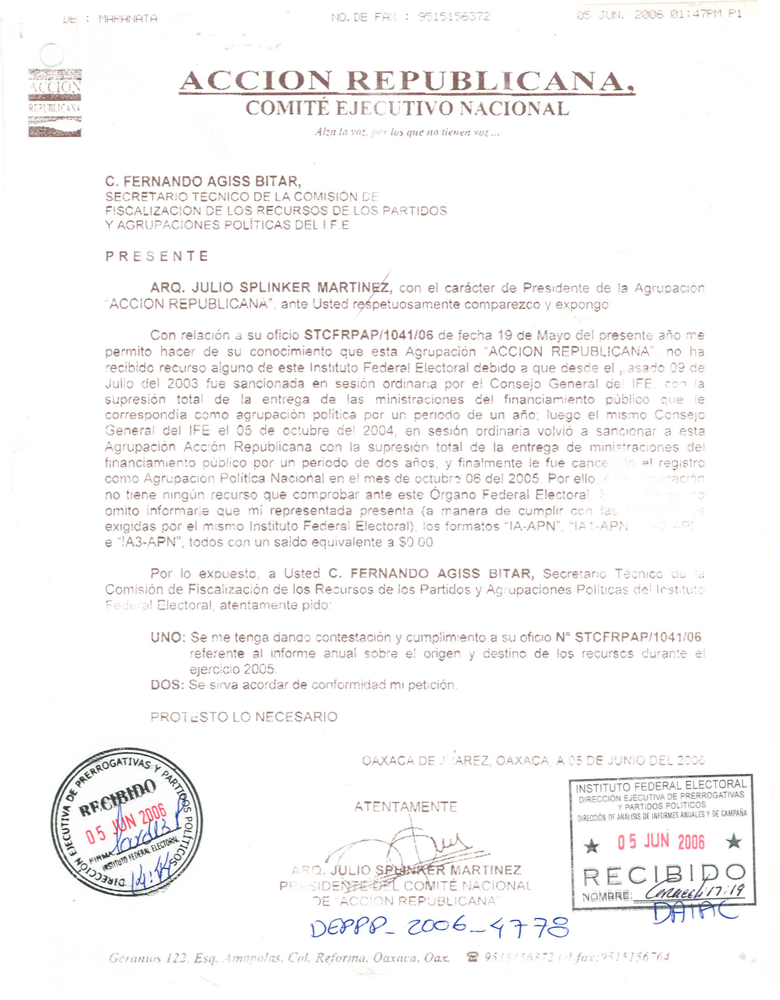 DE : MARANATA NO. DE FAX : 9515156372 05 JUN. 2006 01:47PM P1
ACCION
REPUBLICANA
ACCION REPUBLICANA,
COMITÉ EJECUTIVO NACIONAL
Alza la voz, por los que no tienen voz...
C. FERNANDO AGISS BITAR,
SECRETARIO TÉCNICO DE LA COMISIÓN DE
FISCALIZACIÓN DE LOS RECURSOS DE LOS PARTIDOS
Y AGRUPACIONES POLÍTICAS DEL I.F.E.
P R E S E N T E
ARQ. JULIO SPLINKER MARTINEZ, con el carácter de Presidente de la Agrupación
"ACCION REPUBLICANA", ante Usted respetuosamente comparezco y expongo:
Con relación a su oficio STCFRPAP/1041/06 de fecha 19 de Mayo del presente año me
permito hacer de su conocimiento que esta Agrupación "ACCION REPUBLICANA" no ha
recibido recurso alguno de este Instituto Federal Electoral debido a que desde el pasado 09 de
Julio del 2003 fue sancionada en sesión ordinaria por el Consejo General del IFE, con la
supresión total de la entrega de las ministraciones del financiamiento público que le
correspondía como agrupación política por un periodo de un año; luego el mismo Consejo
General del IFE el 05 de octubre del 2004, en sesión ordinaria volvió a sancionar a esta
Agrupación Acción Republicana con la supresión total de la entrega de ministraciones del
financiamiento público por un periodo de dos años, y finalmente le fue cancelado el registro
como Agrupación Política Nacional en el mes de octubre 06 del 2005. Por ello, esta Agrupación
no tiene ningún recurso que comprobar ante este Órgano Federal Electoral. no
omito informarle que mi representada presenta (a manera de cumplir con las
exigidas por el mismo Instituto Federal Electoral), los formatos "IA-APN", "IA1-APN
e "IA3-APN", todos con un saldo equivalente a $0.00
Por lo expuesto, a Usted C. FERNANDO AGISS BITAR, Secretario Técnico de la
Comisión de Fiscalización de los Recursos de los Partidos y Agrupaciones Políticas del Instituto
Federal Electoral, atentamente pido:
UNO: Se me tenga dando contestación y cumplimiento a su oficio N° STCFRPAP/1041/06
referente al informe anual sobre el origen y destino de los recursos durante el
ejercicio 2005.
DOS: Se sirva acordar de conformidad mi petición.
PROTESTO LO NECESARIO
OAXACA DE JUÁREZ, OAXACA, A 05 DE JUNIO DEL 2006
ATENTAMENTE
ARQ. JULIO SPLINKER MARTINEZ
PRESIDENTE DEL COMITÉ NACIONAL
DE "ACCION REPUBLICANA"
DIRECCIÓN EJECUTIVA DE PRERROGATIVAS Y PARTIDOS POLÍTICOS
RECIBIDO
05 JUN 2006
FIRMA:
INSTITUTO FEDERAL ELECTORAL
14:44
INSTITUTO FEDERAL ELECTORAL
DIRECCIÓN EJECUTIVA DE PRERROGATIVAS
Y PARTIDOS POLÍTICOS
DIRECCIÓN DE ANÁLISIS DE INFORMES ANUALES Y DE CAMPAÑA
★ 05 JUN 2006 ★
RECIBIDO
NOMBRE: 17:19
DAIAC
DEPPP_2006_4778
Geranios 122. Esq. Amapolas. Col. Reforma, Oaxaca, Oax. ☎ 9515156372 tel-fax;9515156764